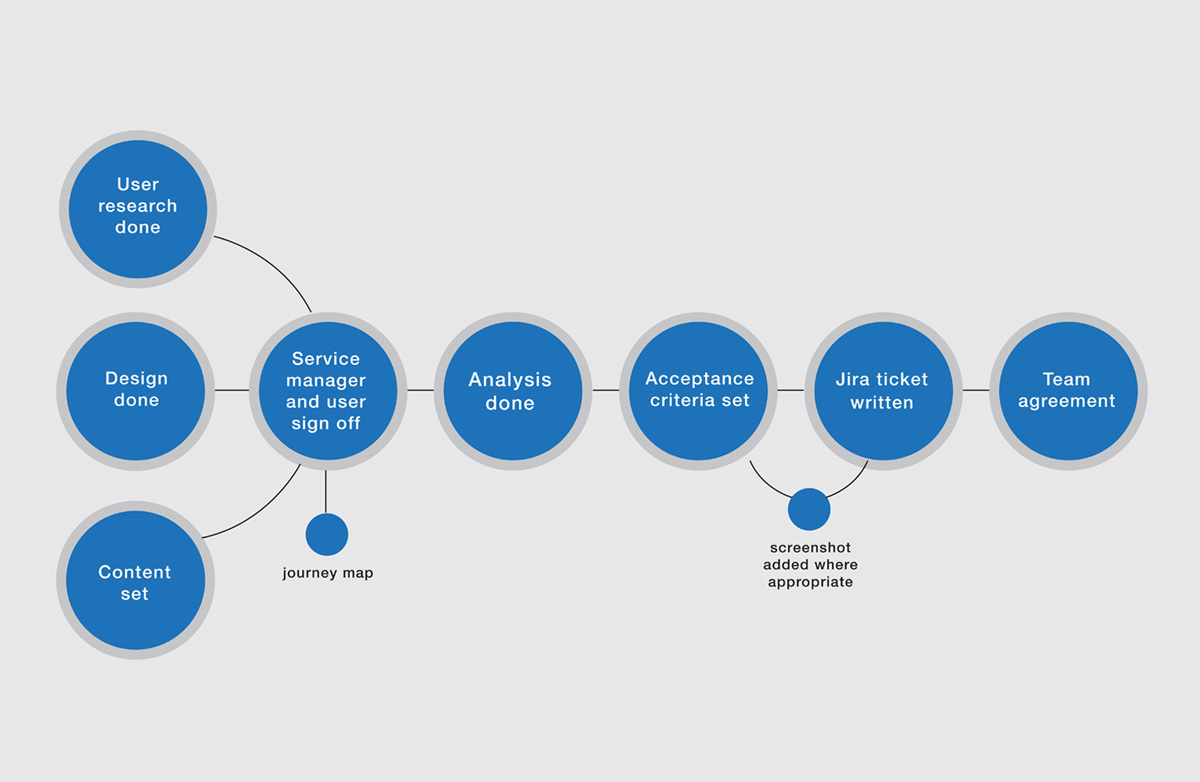 User
research
done
Design
done
Content
set
Service
manager
and user
sign off
journey map
Analysis
done
Acceptance
criteria set
screenshot
added where
appropriate
Jira ticket
written
Team
agreement